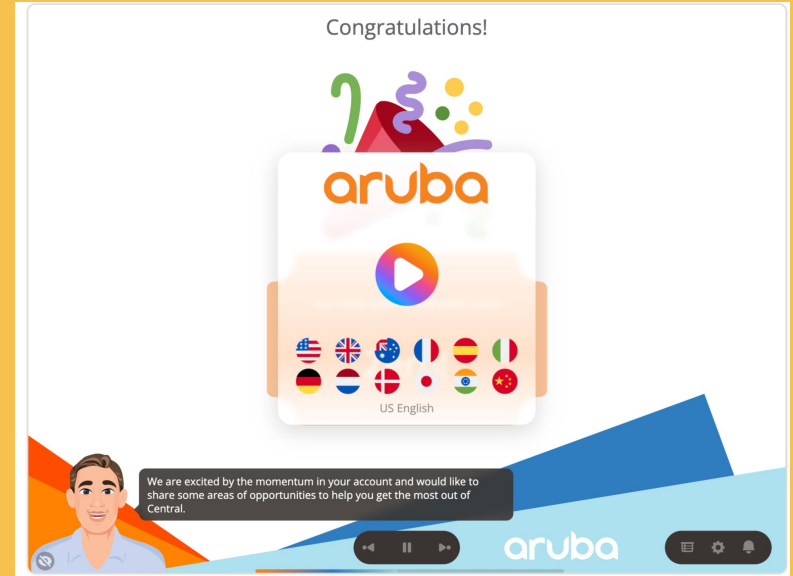 Congratulations!
aruba
US English
We are excited by the momentum in your account and would like to
share some areas of opportunities to help you get the most out of
Central.
aruba